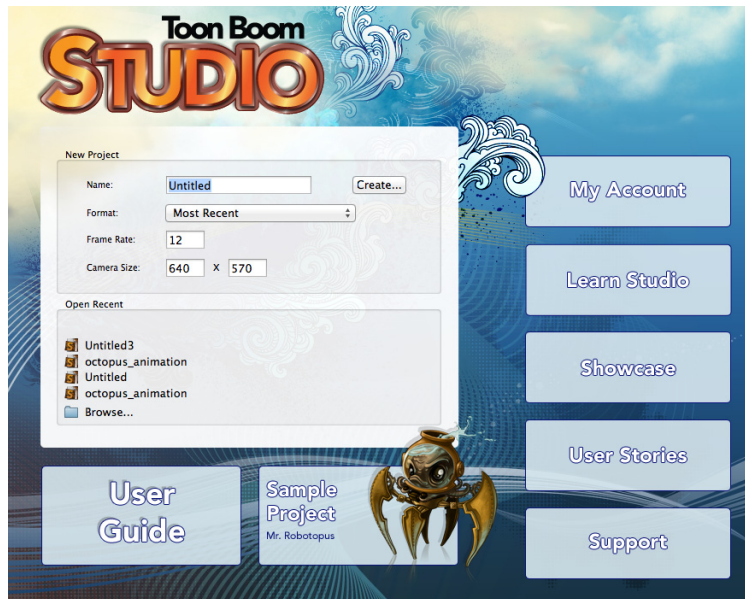 Toon Boom
STUDIO
New Project
Name: Untitled Create...
Format: Most Recent
Frame Rate: 12
Camera Size: 640 X 570
Open Recent
Untitled3
octopus_animation
Untitled
octopus_animation
Browse...
My Account
Learn Studio
Showcase
User Stories
Support
User
Guide
Sample
Project
Mr. Robotopus